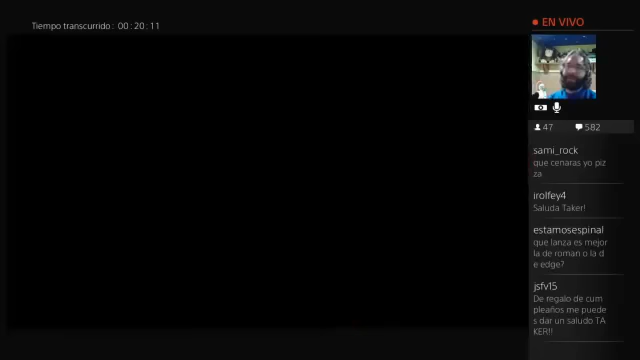 Tiempo transcurrido: 00:20:11
EN VIVO
47 582
sami_rock
que cenaras yo piz
za
irolfey4
Saluda Taker!
estamosespinal
que lanza es mejor
la de roman o la d
e edge?
jsfv15
De regalo de cum
pleaños me puede
s dar un saludo TA
KER!!